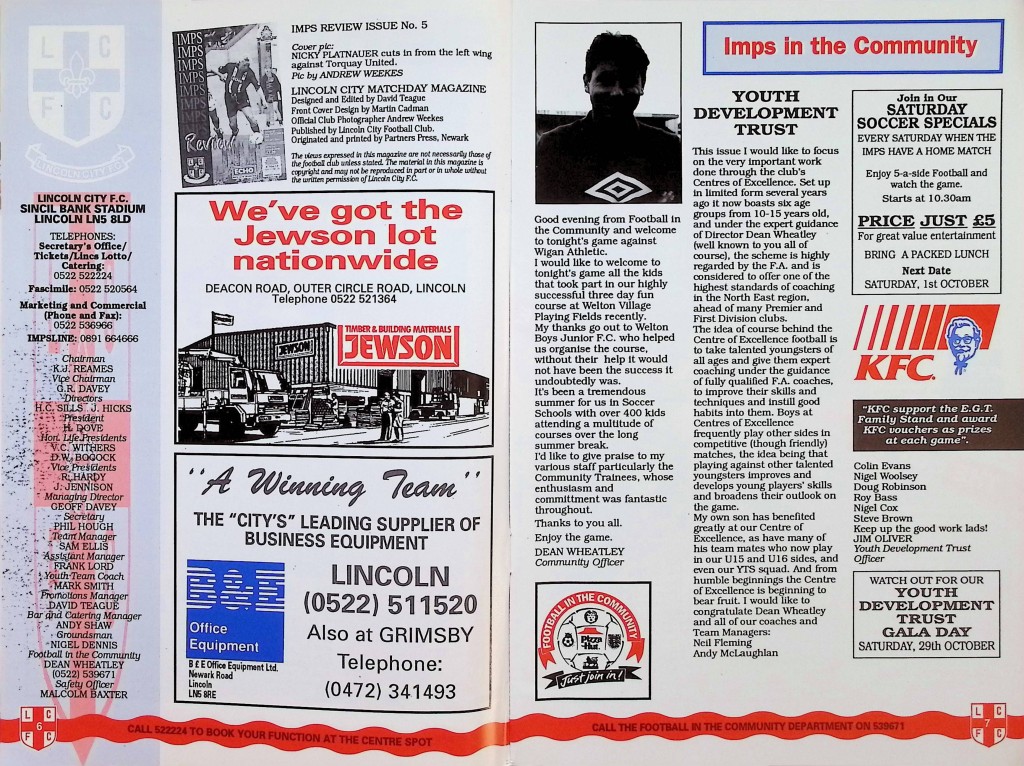 L C
F C
LINCOLN CITY F.C.
LINCOLN CITY F.C.
SINCIL BANK STADIUM
LINCOLN LN5 8LD
TELEPHONES:
Secretary's Office/
Tickets/Lincs Lotto/
Catering:
0522 522224
Fascimile: 0522 520564
Marketing and Commercial
(Phone and Fax):
0522 536966
IMPSLINE: 0891 664666
Chairman
K.J. REAMES
Vice Chairman
G.R. DAVEY
Directors
H.C. SILLS J. HICKS
President
H. DOVE
Hon. Life Presidents
V.C. WITHERS
D.W. BOCOCK
Vice Presidents
R. HARDY
J. JENNISON
Managing Director
GEOFF DAVEY
Secretary
PHIL HOUGH
Team Manager
SAM ELLIS
Assistant Manager
FRANK LORD
Youth Team Coach
MARK SMITH
Promotions Manager
DAVID TEAGUE
Bar and Catering Manager
ANDY SHAW
Groundsman
NIGEL DENNIS
Football in the Community
DEAN WHEATLEY
(0522) 539671
Safety Officer
MALCOLM BAXTER
IMPS
IMPS
IMPS
IMPS
IMPS
IMPS
Review
ECHO
IMPS REVIEW ISSUE No. 5
Cover pic:
NICKY PLATNAUER cuts in from the left wing
against Torquay United.
Pic by ANDREW WEEKES
LINCOLN CITY MATCHDAY MAGAZINE
Designed and Edited by David Teague
Front Cover Design by Martin Cadman
Official Club Photographer Andrew Weekes
Published by Lincoln City Football Club.
Originated and printed by Partners Press, Newark
The views expressed in this magazine are not necessarily those of
the football club unless stated. The material in this magazine is
copyright and may not be reproduced in part or in whole without
the written permission of Lincoln City F.C.
We've got the
Jewson lot
nationwide
DEACON ROAD, OUTER CIRCLE ROAD, LINCOLN
Telephone 0522 521364
TIMBER & BUILDING MATERIALS
JEWSON
JEWSON
"A Winning Team"
THE "CITY'S" LEADING SUPPLIER OF
BUSINESS EQUIPMENT
B&E
Office
Equipment
B & E Office Equipment Ltd.
Newark Road
Lincoln
LN5 8RE
LINCOLN
(0522) 511520
Also at GRIMSBY
Telephone:
(0472) 341493
L C
6
F C
CALL 522224 TO BOOK YOUR FUNCTION AT THE CENTRE SPOT
Good evening from Football in
the Community and welcome
to tonight's game against
Wigan Athletic.
I would like to welcome to
tonight's game all the kids
that took part in our highly
successful three day fun
course at Welton Village
Playing Fields recently.
My thanks go out to Welton
Boys Junior F.C. who helped
us organise the course,
without their help it would
not have been the success it
undoubtedly was.
It's been a tremendous
summer for us in Soccer
Schools with over 400 kids
attending a multitude of
courses over the long
summer break.
I'd like to give praise to my
various staff particularly the
Community Trainees, whose
enthusiasm and
committment was fantastic
throughout.
Thanks to you all.
Enjoy the game.
DEAN WHEATLEY
Community Officer
FOOTBALL IN THE COMMUNITY
Pizza
Hut
Just join in!
Imps in the Community
YOUTH
DEVELOPMENT
TRUST
This issue I would like to focus
on the very important work
done through the club's
Centres of Excellence. Set up
in limited form several years
ago it now boasts six age
groups from 10-15 years old,
and under the expert guidance
of Director Dean Wheatley
(well known to you all of
course), the scheme is highly
regarded by the F.A. and is
considered to offer one of the
highest standards of coaching
in the North East region,
ahead of many Premier and
First Division clubs.
The idea of course behind the
Centre of Excellence football is
to take talented youngsters of
all ages and give them expert
coaching under the guidance
of fully qualified F.A. coaches,
to improve their skills and
techniques and instill good
habits into them. Boys at
Centres of Excellence
frequently play other sides in
competitive (though friendly)
matches, the idea being that
playing against other talented
youngsters improves and
develops young players' skills
and broadens their outlook on
the game.
My own son has benefited
greatly at our Centre of
Excellence, as have many of
his team mates who now play
in our U15 and U16 sides, and
even our YTS squad. And from
humble beginnings the Centre
of Excellence is beginning to
bear fruit. I would like to
congratulate Dean Wheatley
and all of our coaches and
Team Managers:
Neil Fleming
Andy McLaughlan
Join in Our
SATURDAY
SOCCER SPECIALS
EVERY SATURDAY WHEN THE
IMPS HAVE A HOME MATCH
Enjoy 5-a-side Football and
watch the game.
Starts at 10.30am
PRICE JUST £5
For great value entertainment
BRING A PACKED LUNCH
Next Date
SATURDAY, 1st OCTOBER
KFC.
"KFC support the E.G.T.
Family Stand and award
KFC vouchers as prizes
at each game".
Colin Evans
Nigel Woolsey
Doug Robinson
Roy Bass
Nigel Cox
Steve Brown
Keep up the good work lads!
JIM OLIVER
Youth Development Trust
Officer
WATCH OUT FOR OUR
YOUTH
DEVELOPMENT
TRUST
GALA DAY
SATURDAY, 29th OCTOBER
CALL THE FOOTBALL IN THE COMMUNITY DEPARTMENT ON 539671
L C
7
F C